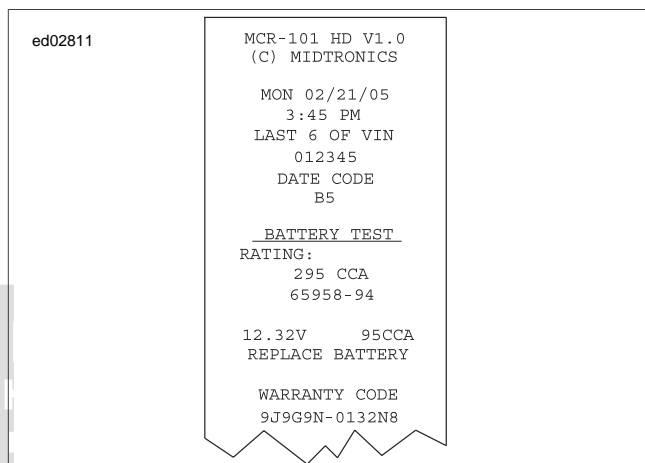 ed02811
MCR-101 HD V1.0
(C) MIDTRONICS
MON 02/21/05
3:45 PM
LAST 6 OF VIN
012345
DATE CODE
B5
BATTERY TEST
RATING:
295 CCA
65958-94
12.32V 95CCA
REPLACE BATTERY
WARRANTY CODE
9J9G9N-0132N8